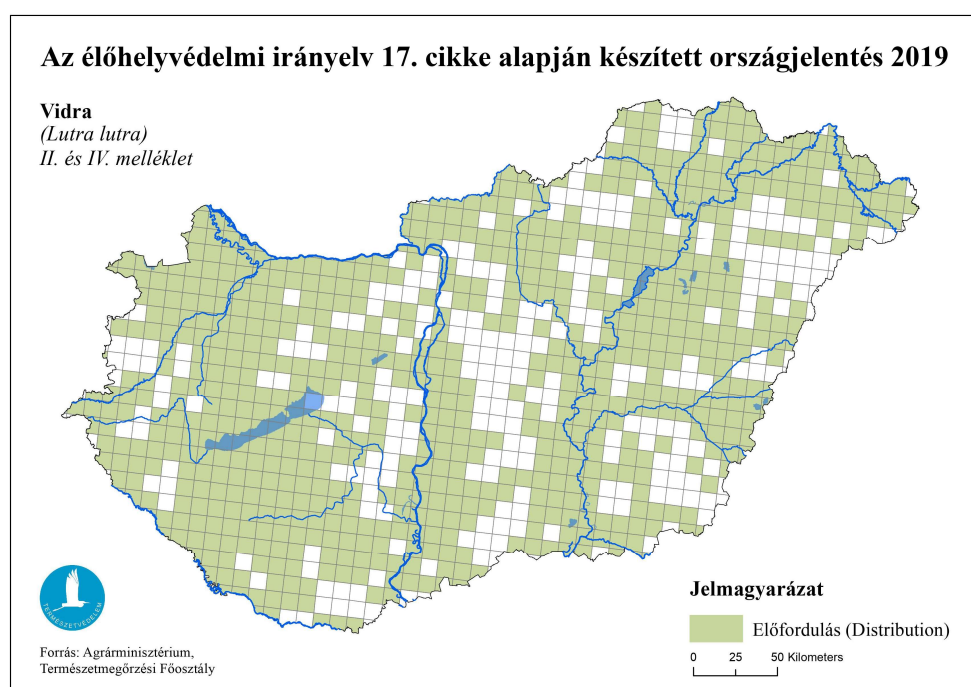 Az élőhelyvédelmi irányelv 17. cikke alapján készített országjelentés 2019
Vidra
(Lutra lutra)
II. és IV. melléklet
TERMÉSZETVÉDELEM
Forrás: Agrárminisztérium,
Természetmegőrzési Főosztály
Jelmagyarázat
Előfordulás (Distribution)
0 25 50 Kilometers